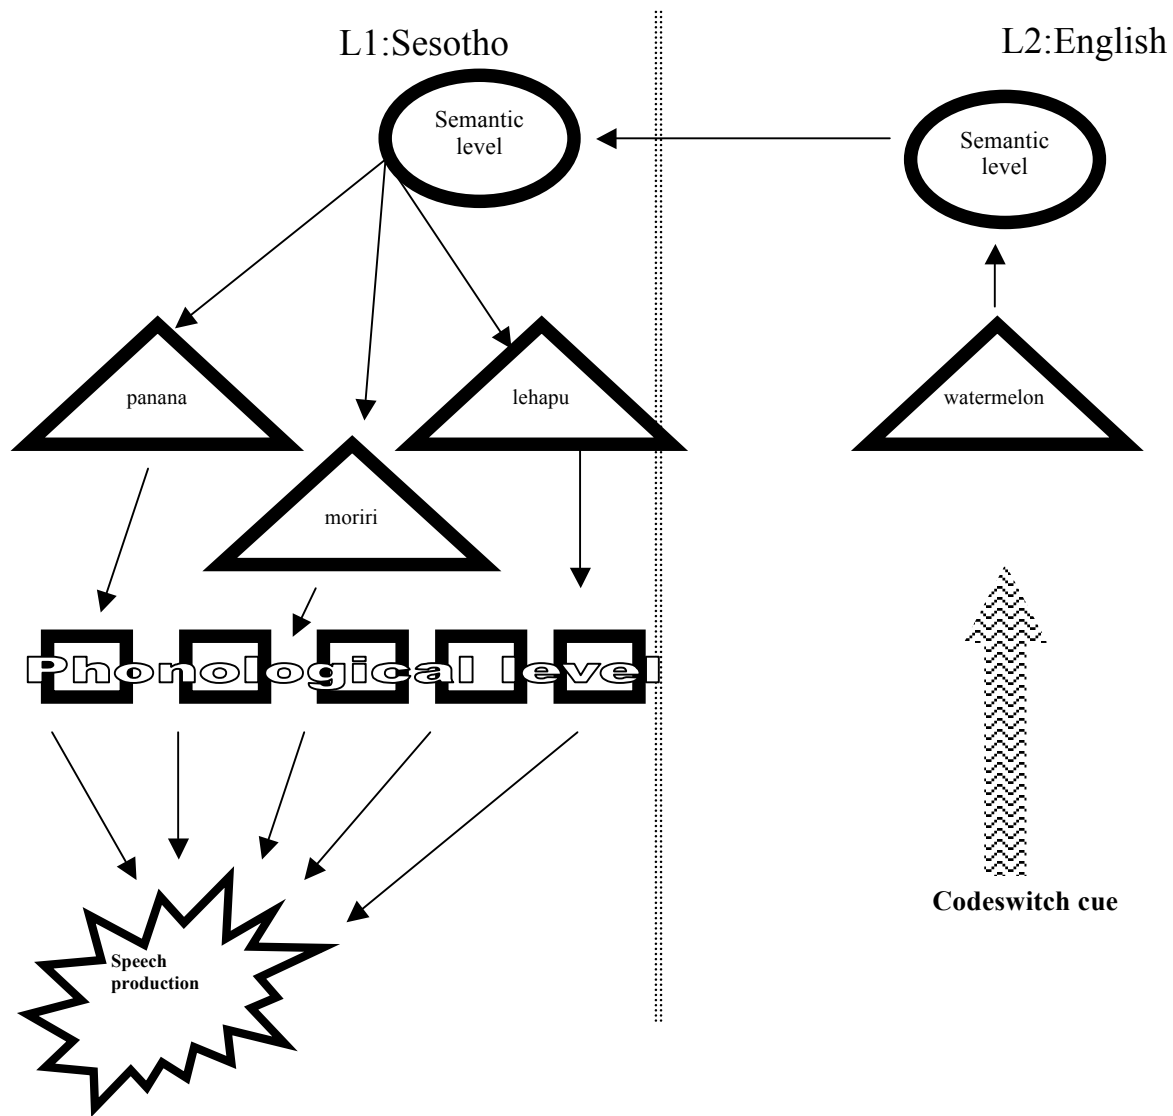 L1:Sesotho
L2:English
Semantic
level
Semantic
level
panana
lehapu
watermelon
moriri
Phonological level
Codeswitch cue
Speech
production